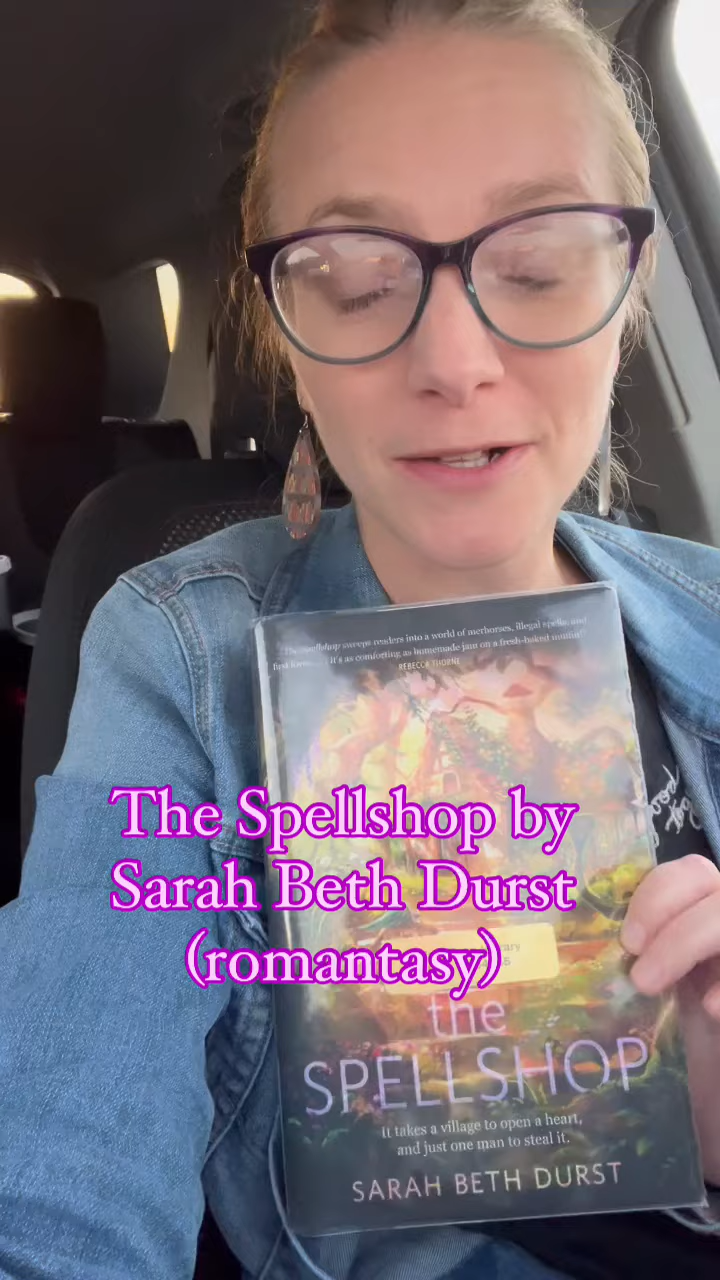 The Spellshop sweeps readers into a world of merhorses, illegal spells, and
first it's as comforting as homemade jam on a fresh-baked muffin."
REBECCA THORNE
The Spellshop by
Sarah Beth Durst
(romantasy)
the
SPELLSHOP
It takes a village to open a heart,
and just one man to steal it.
SARAH BETH DURST